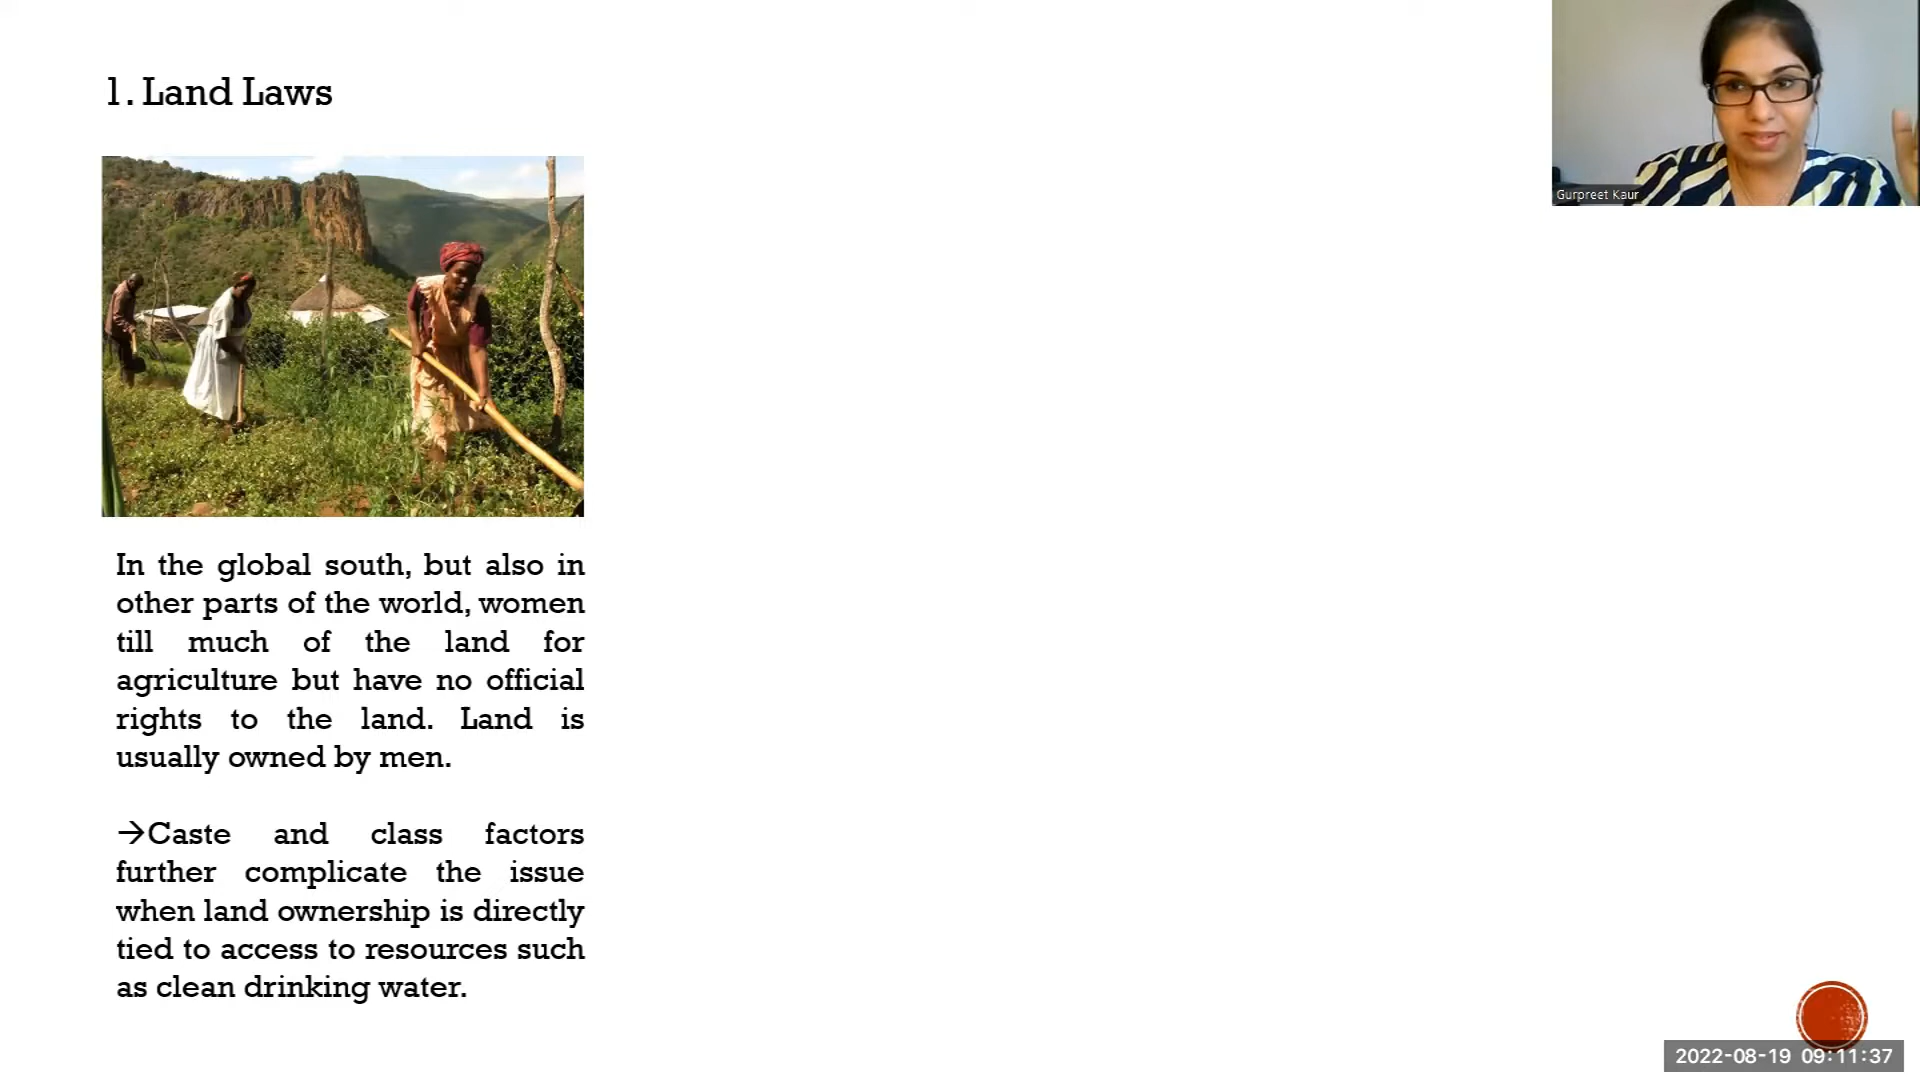 1. Land Laws
Gurpreet Kaur
In the global south, but also in
other parts of the world, women
till much of the land for
agriculture but have no official
rights to the land. Land is
usually owned by men.
→Caste and class factors
further complicate the issue
when land ownership is directly
tied to access to resources such
as clean drinking water.
2022-08-19 09:11:37